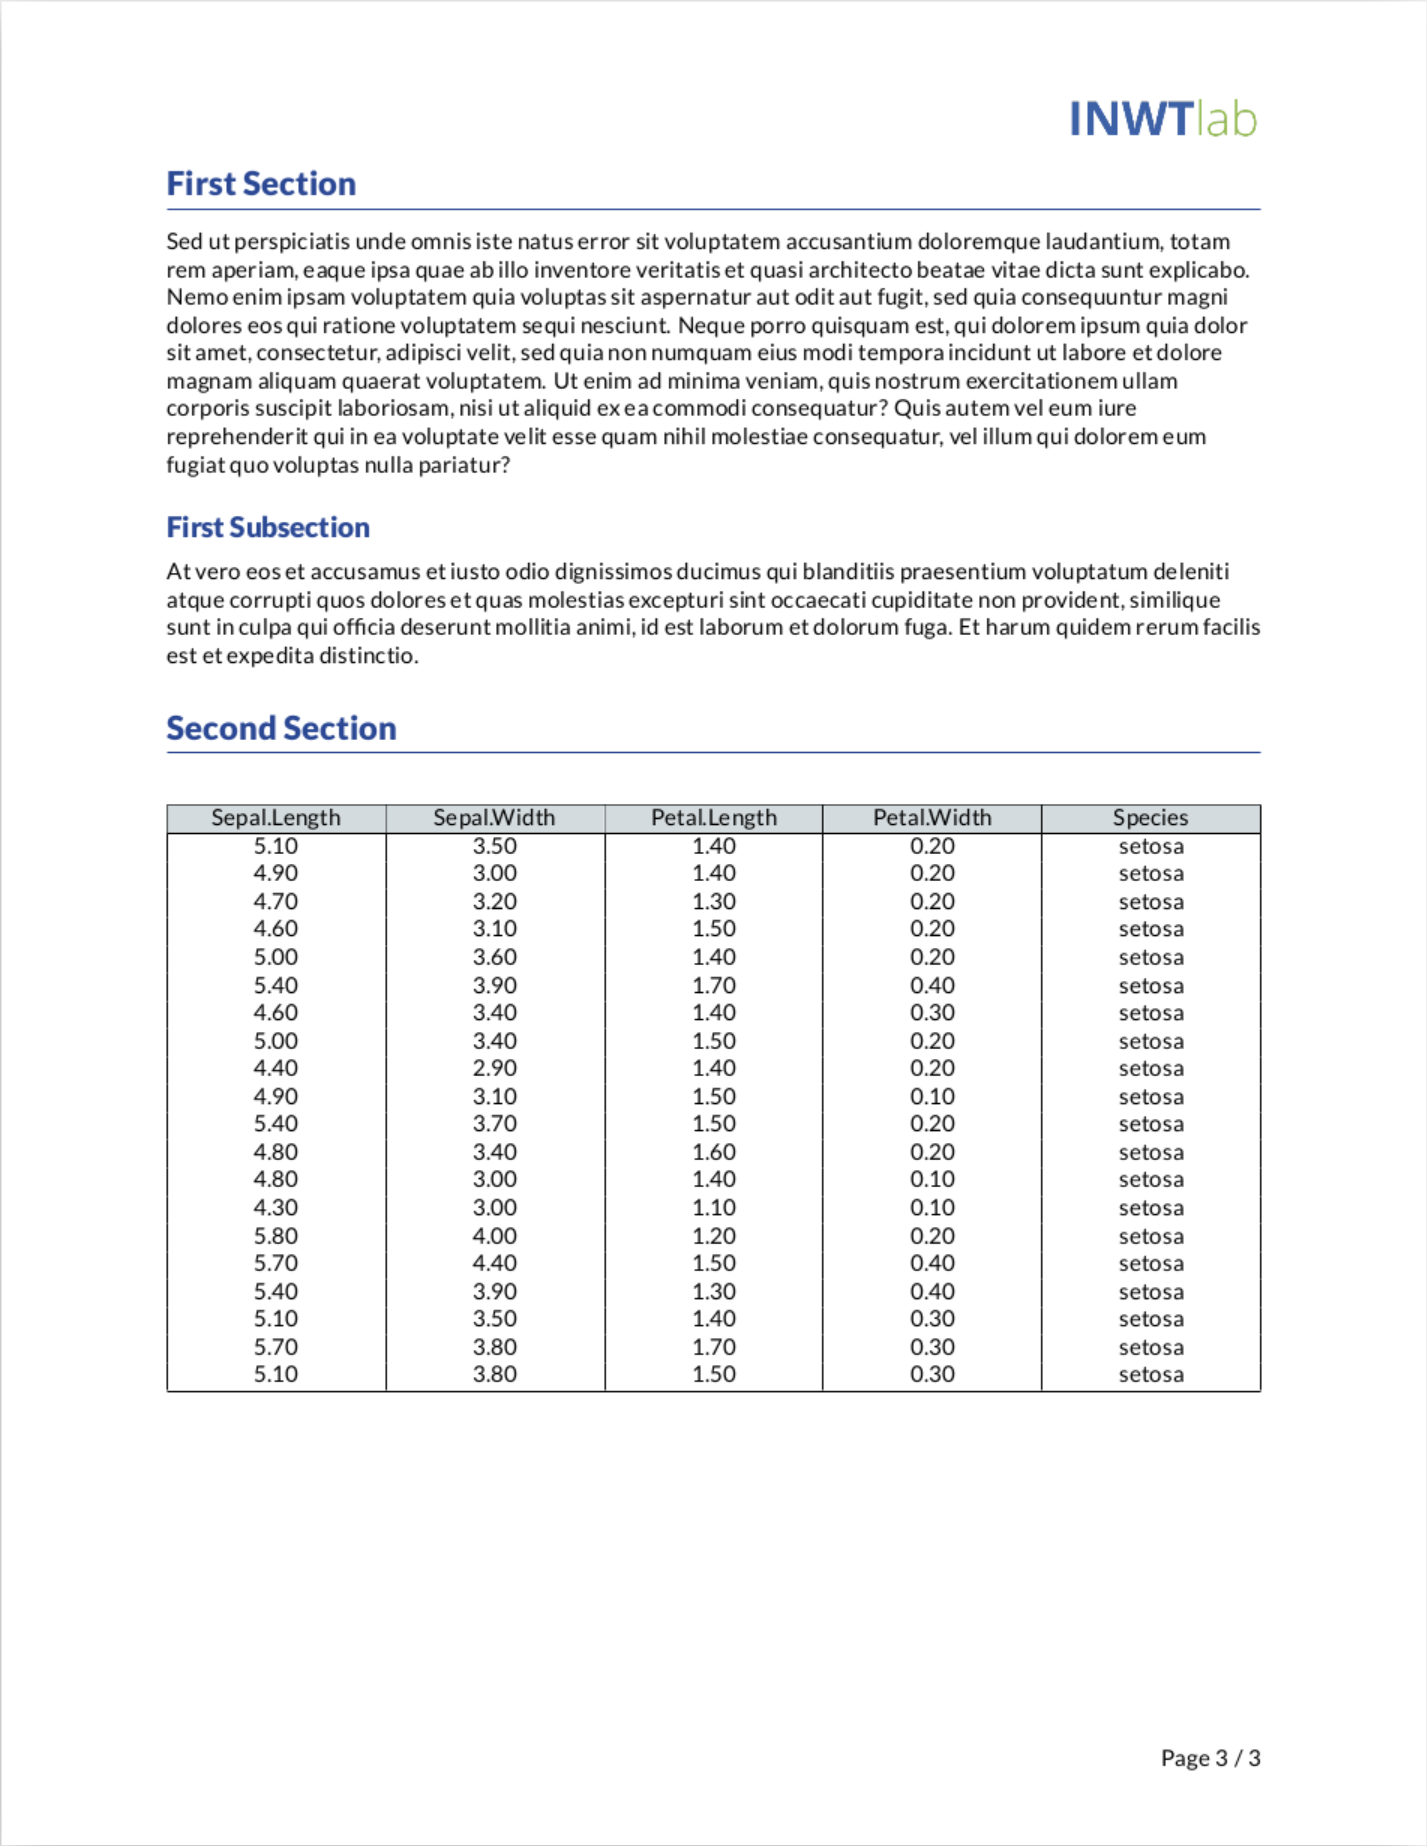 INWTlab
First Section
Sed ut perspiciatis unde omnis iste natus error sit voluptatem accusantium doloremque laudantium, totam
rem aperiam, eaque ipsa quae ab illo inventore veritatis et quasi architecto beatae vitae dicta sunt explicabo.
Nemo enim ipsam voluptatem quia voluptas sit aspernatur aut odit aut fugit, sed quia consequuntur magni
dolores eos qui ratione voluptatem sequi nesciunt. Neque porro quisquam est, qui dolorem ipsum quia dolor
sit amet, consectetur, adipisci velit, sed quia non numquam eius modi tempora incidunt ut labore et dolore
magnam aliquam quaerat voluptatem. Ut enim ad minima veniam, quis nostrum exercitationem ullam
corporis suscipit laboriosam, nisi ut aliquid ex ea commodi consequatur? Quis autem vel eum iure
reprehenderit qui in ea voluptate velit esse quam nihil molestiae consequatur, vel illum qui dolorem eum
fugiat quo voluptas nulla pariatur?
First Subsection
At vero eos et accusamus et iusto odio dignissimos ducimus qui blanditiis praesentium voluptatum deleniti
atque corrupti quos dolores et quas molestias excepturi sint occaecati cupiditate non provident, similique
sunt in culpa qui officia deserunt mollitia animi, id est laborum et dolorum fuga. Et harum quidem rerum facilis
est et expedita distinctio.
Second Section
Sepal.Length Sepal.Width Petal.Length Petal.Width Species
5.10 3.50 1.40 0.20 setosa
4.90 3.00 1.40 0.20 setosa
4.70 3.20 1.30 0.20 setosa
4.60 3.10 1.50 0.20 setosa
5.00 3.60 1.40 0.20 setosa
5.40 3.90 1.70 0.40 setosa
4.60 3.40 1.40 0.30 setosa
5.00 3.40 1.50 0.20 setosa
4.40 2.90 1.40 0.20 setosa
4.90 3.10 1.50 0.10 setosa
5.40 3.70 1.50 0.20 setosa
4.80 3.40 1.60 0.20 setosa
4.80 3.00 1.40 0.10 setosa
4.30 3.00 1.10 0.10 setosa
5.80 4.00 1.20 0.20 setosa
5.70 4.40 1.50 0.40 setosa
5.40 3.90 1.30 0.40 setosa
5.10 3.50 1.40 0.30 setosa
5.70 3.80 1.70 0.30 setosa
5.10 3.80 1.50 0.30 setosa
Page 3 / 3